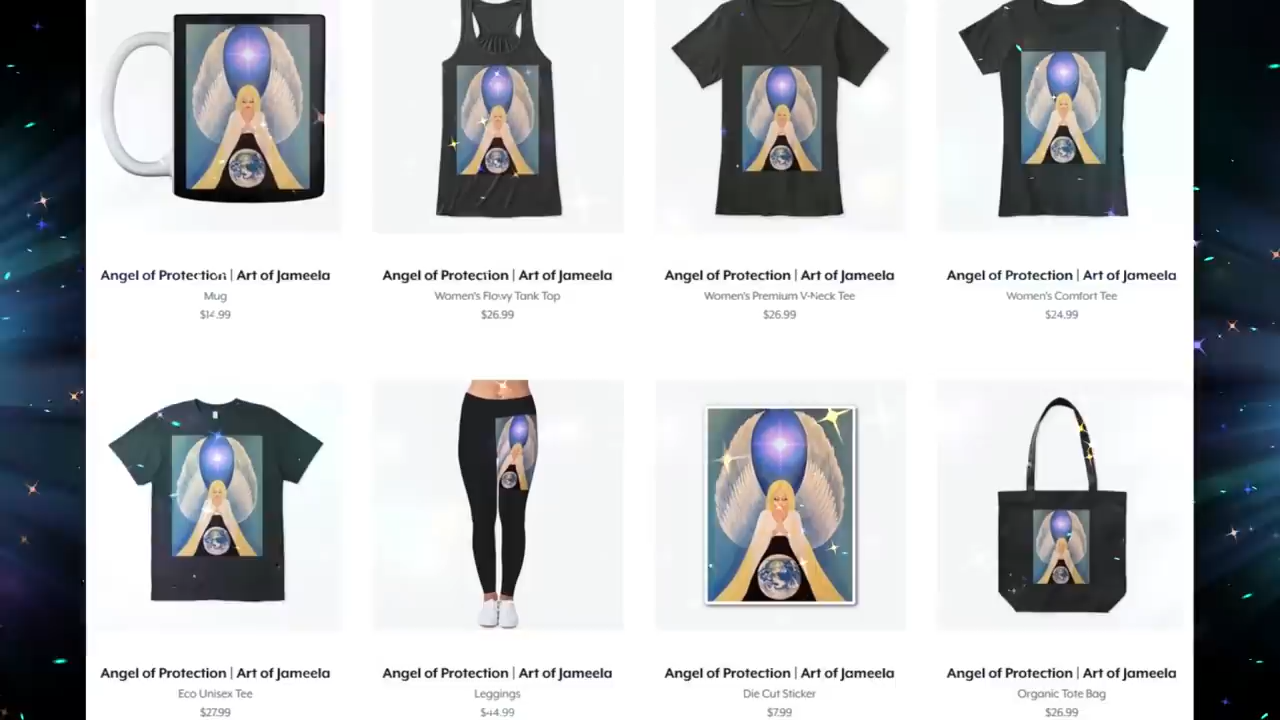 Angel of Protection | Art of Jameela
Mug
$14.99
Angel of Protection | Art of Jameela
Women's Flowy Tank Top
$26.99
Angel of Protection | Art of Jameela
Women's Premium V-Neck Tee
$26.99
Angel of Protection | Art of Jameela
Women's Comfort Tee
$24.99
Angel of Protection | Art of Jameela
Eco Unisex Tee
$27.99
Angel of Protection | Art of Jameela
Leggings
$44.99
Angel of Protection | Art of Jameela
Die Cut Sticker
$7.99
Angel of Protection | Art of Jameela
Organic Tote Bag
$26.99